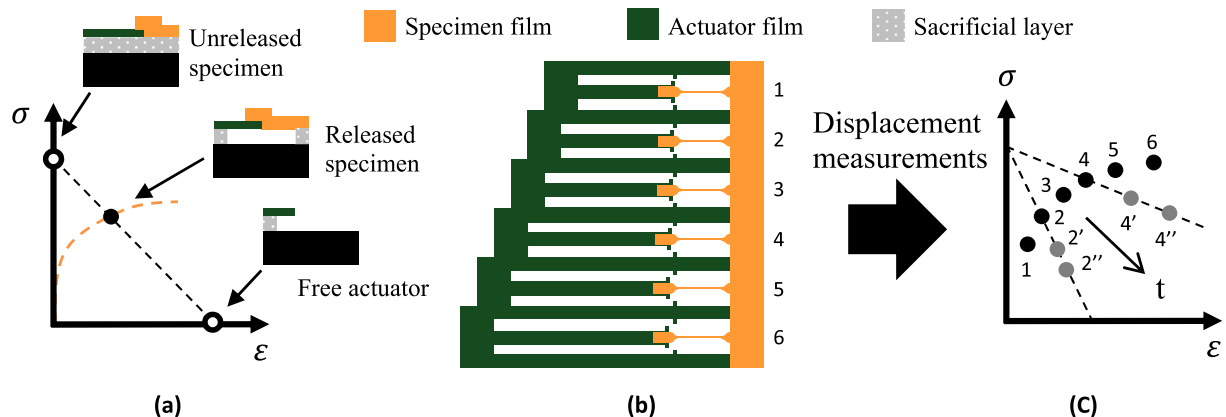 Specimen film
Actuator film
Sacrificial layer
Unreleased
specimen
σ
Released
specimen
Free actuator
ε
(a)
1
2
3
4
5
6
(b)
Displacement
measurements
σ
1
2
3
4
5
6
2′
2′′
4′
4′′
t
ε
(C)